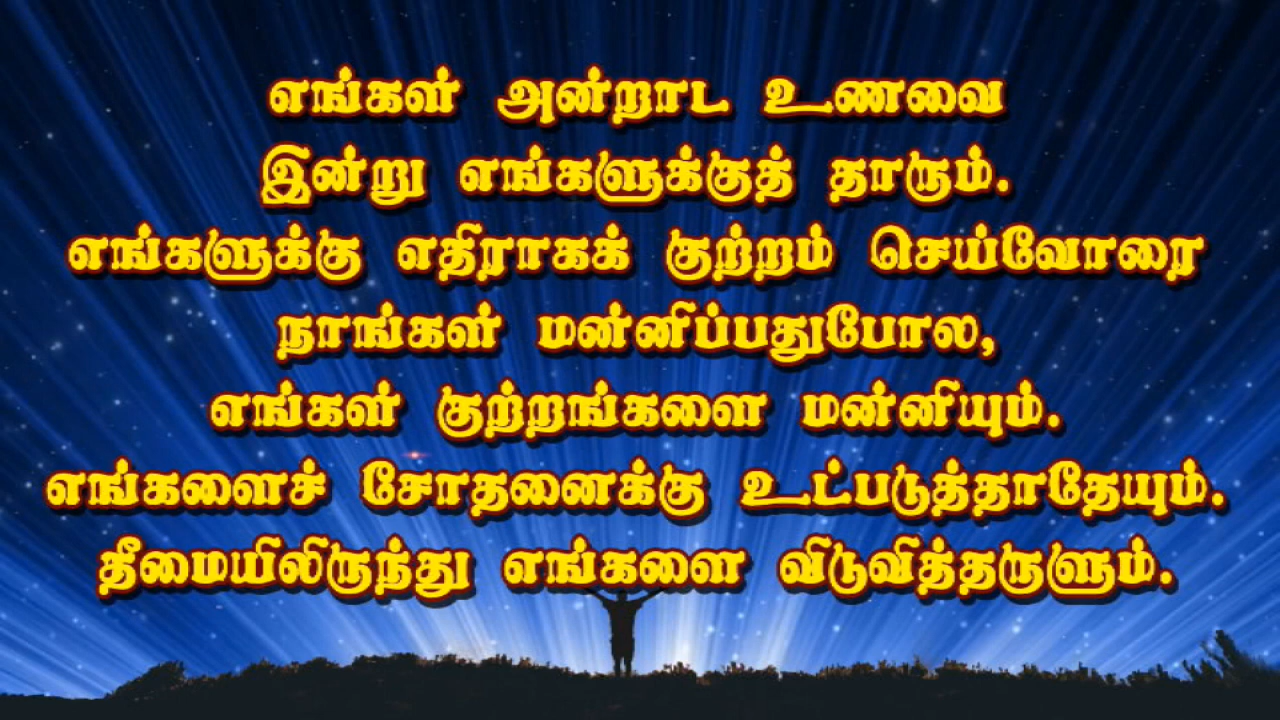 எங்கள் அன்றாட உணவை
இன்று எங்களுக்குத் தாரும்.
எங்களுக்கு எதிராகக் குற்றம் செய்வோரை
நாங்கள் மன்னிப்பதுபோல,
எங்கள் குற்றங்களை மன்னியும்.
எங்களைச் சோதனைக்கு உட்படுத்தாதேயும்.
தீமையிலிருந்து எங்களை விடுவித்தருளும்.